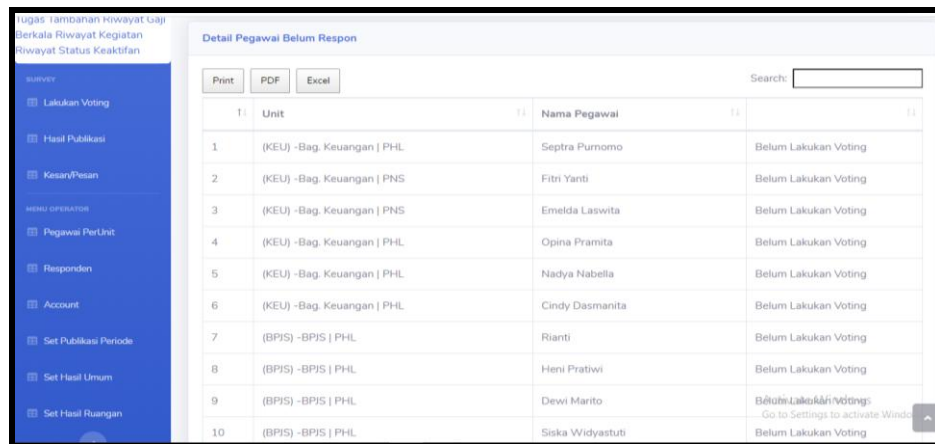 Tugas Tambahan Riwayat Gaji
Berkala Riwayat Kegiatan
Riwayat Status Keaktifan
SURVEY
Lakukan Voting
Hasil Publikasi
Kesan/Pesan
MENU OPERATOR
Pegawai PerUnit
Responden
Account
Set Publikasi Periode
Set Hasil Umum
Set Hasil Ruangan
Detail Pegawai Belum Respon
Print PDF Excel Search:
Unit Nama Pegawai
1 (KEU) -Bag. Keuangan | PHL Septra Purnomo Belum Lakukan Voting
2 (KEU) -Bag. Keuangan | PNS Fitri Yanti Belum Lakukan Voting
3 (KEU) -Bag. Keuangan | PNS Emelda Laswita Belum Lakukan Voting
4 (KEU) -Bag. Keuangan | PHL Opina Pramita Belum Lakukan Voting
5 (KEU) -Bag. Keuangan | PHL Nadya Nabella Belum Lakukan Voting
6 (KEU) -Bag. Keuangan | PHL Cindy Dasmanita Belum Lakukan Voting
7 (BPJS) -BPJS | PHL Rianti Belum Lakukan Voting
8 (BPJS) -BPJS | PHL Heni Pratiwi Belum Lakukan Voting
9 (BPJS) -BPJS | PHL Dewi Marito Belum Lakukan Voting
Go to Settings to activate
10 (BPJS) -BPJS | PHL Siska Widyastuti Belum Lakukan Voting